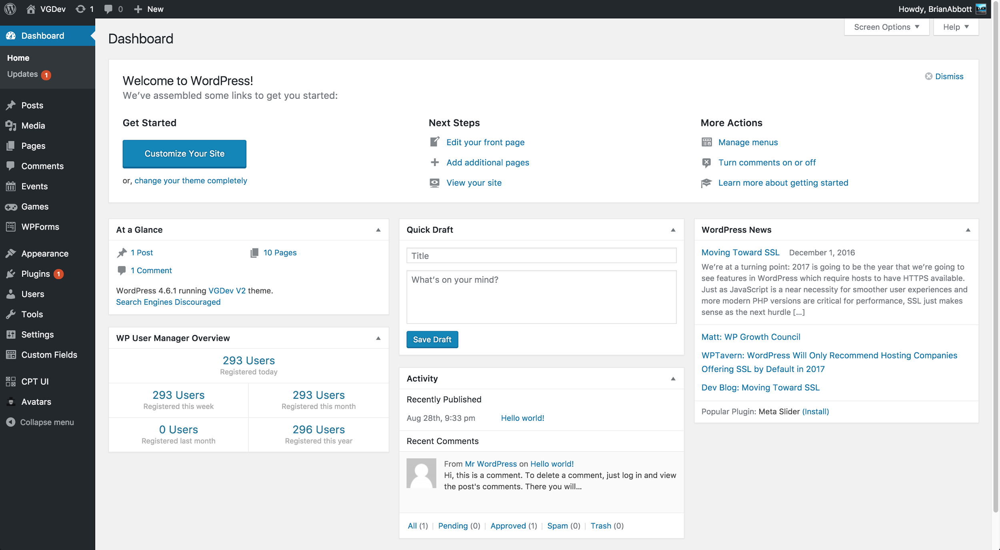 VGDev 1 0 New
Howdy, BrianAbbott
Screen Options Help
Dashboard
Home
Updates 1
Posts
Media
Pages
Comments
Events
Games
WPForms
Appearance
Plugins 1
Users
Tools
Settings
Custom Fields
CPT UI
Avatars
Collapse menu
Dashboard
Welcome to WordPress!
Dismiss
We’ve assembled some links to get you started:
Get Started
Customize Your Site
or, change your theme completely
Next Steps
Edit your front page
Add additional pages
View your site
More Actions
Manage menus
Turn comments on or off
Learn more about getting started
At a Glance
1 Post 10 Pages
1 Comment
WordPress 4.6.1 running VGDev V2 theme.
Search Engines Discouraged
WP User Manager Overview
293 Users
Registered today
293 Users
Registered this week
293 Users
Registered this month
0 Users
Registered last month
296 Users
Registered this year
Quick Draft
Title
What’s on your mind?
Save Draft
Activity
Recently Published
Aug 28th, 9:33 pm Hello world!
Recent Comments
From Mr WordPress on Hello world!
Hi, this is a comment. To delete a comment, just log in and view
the post's comments. There you will…
All (1) | Pending (0) | Approved (1) | Spam (0) | Trash (0)
WordPress News
Moving Toward SSL December 1, 2016
We’re at a turning point: 2017 is going to be the year that we’re going to
see features in WordPress which require hosts to have HTTPS available.
Just as JavaScript is a near necessity for smoother user experiences and
more modern PHP versions are critical for performance, SSL just makes
sense as the next hurdle […]
Matt: WP Growth Council
WPTavern: WordPress Will Only Recommend Hosting Companies
Offering SSL by Default in 2017
Dev Blog: Moving Toward SSL
Popular Plugin: Meta Slider (Install)